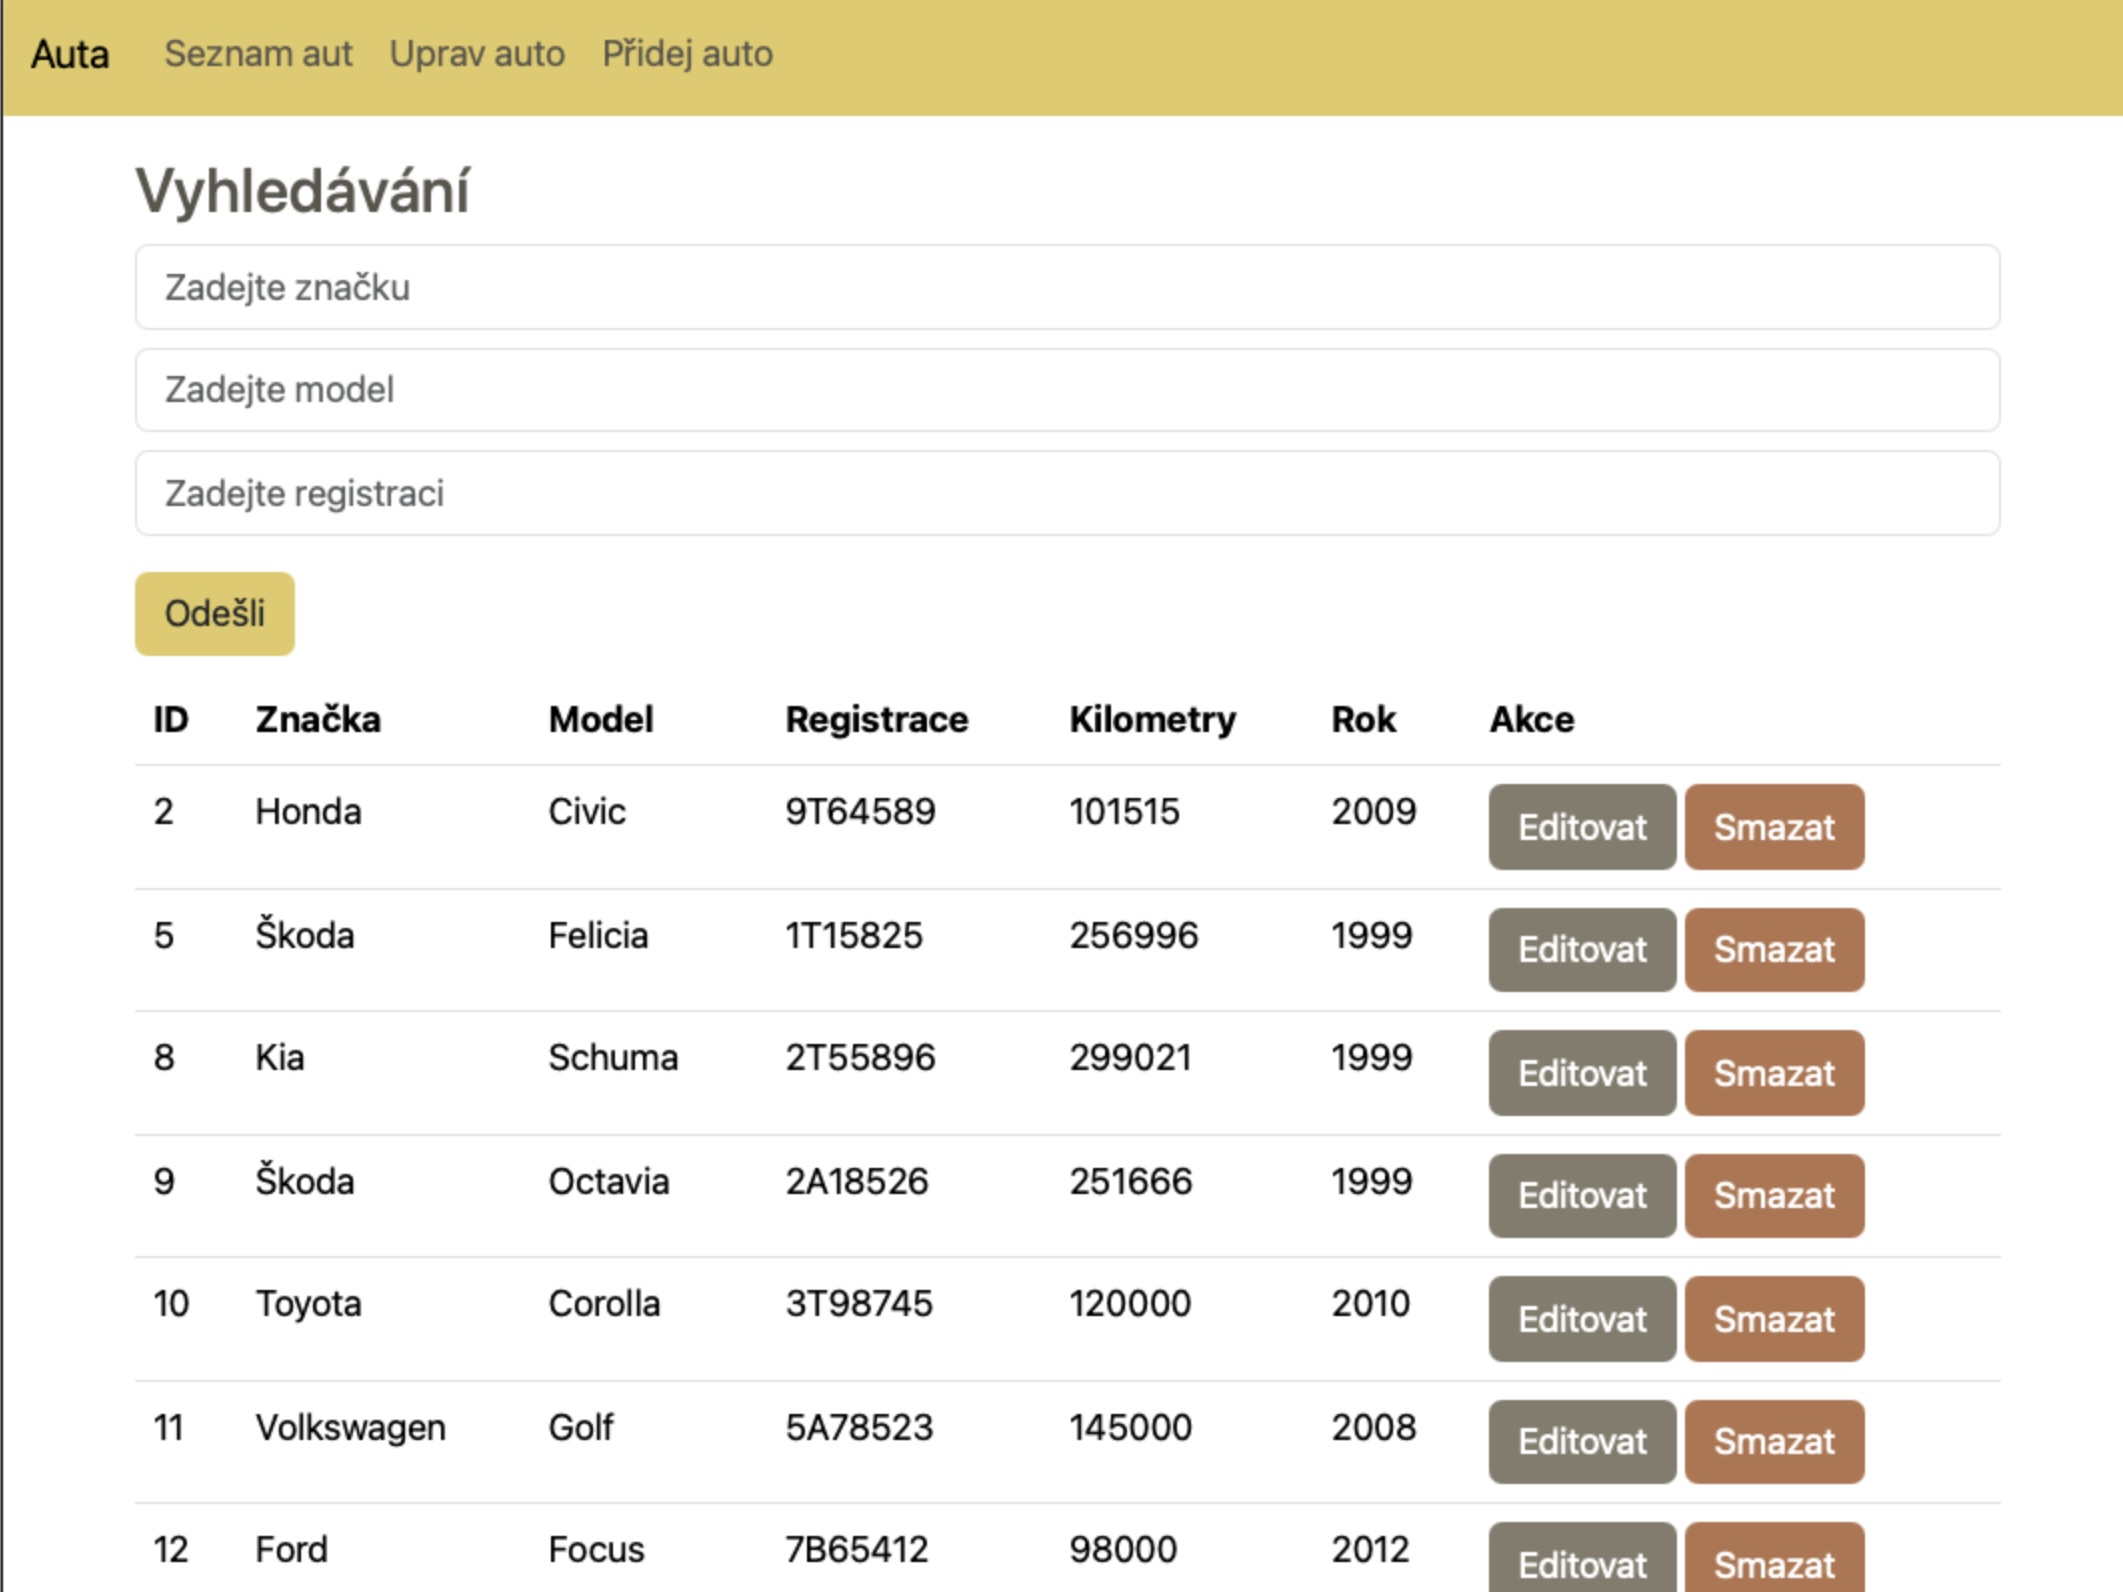 Auta Seznam aut Uprav auto Přidej auto
Vyhledávání
Zadejte značku
Zadejte model
Zadejte registraci
Odešli
ID Značka Model Registrace Kilometry Rok Akce
2 Honda Civic 9T64589 101515 2009 Editovat Smazat
5 Škoda Felicia 1T15825 256996 1999 Editovat Smazat
8 Kia Schuma 2T55896 299021 1999 Editovat Smazat
9 Škoda Octavia 2A18526 251666 1999 Editovat Smazat
10 Toyota Corolla 3T98745 120000 2010 Editovat Smazat
11 Volkswagen Golf 5A78523 145000 2008 Editovat Smazat
12 Ford Focus 7B65412 98000 2012 Editovat Smazat